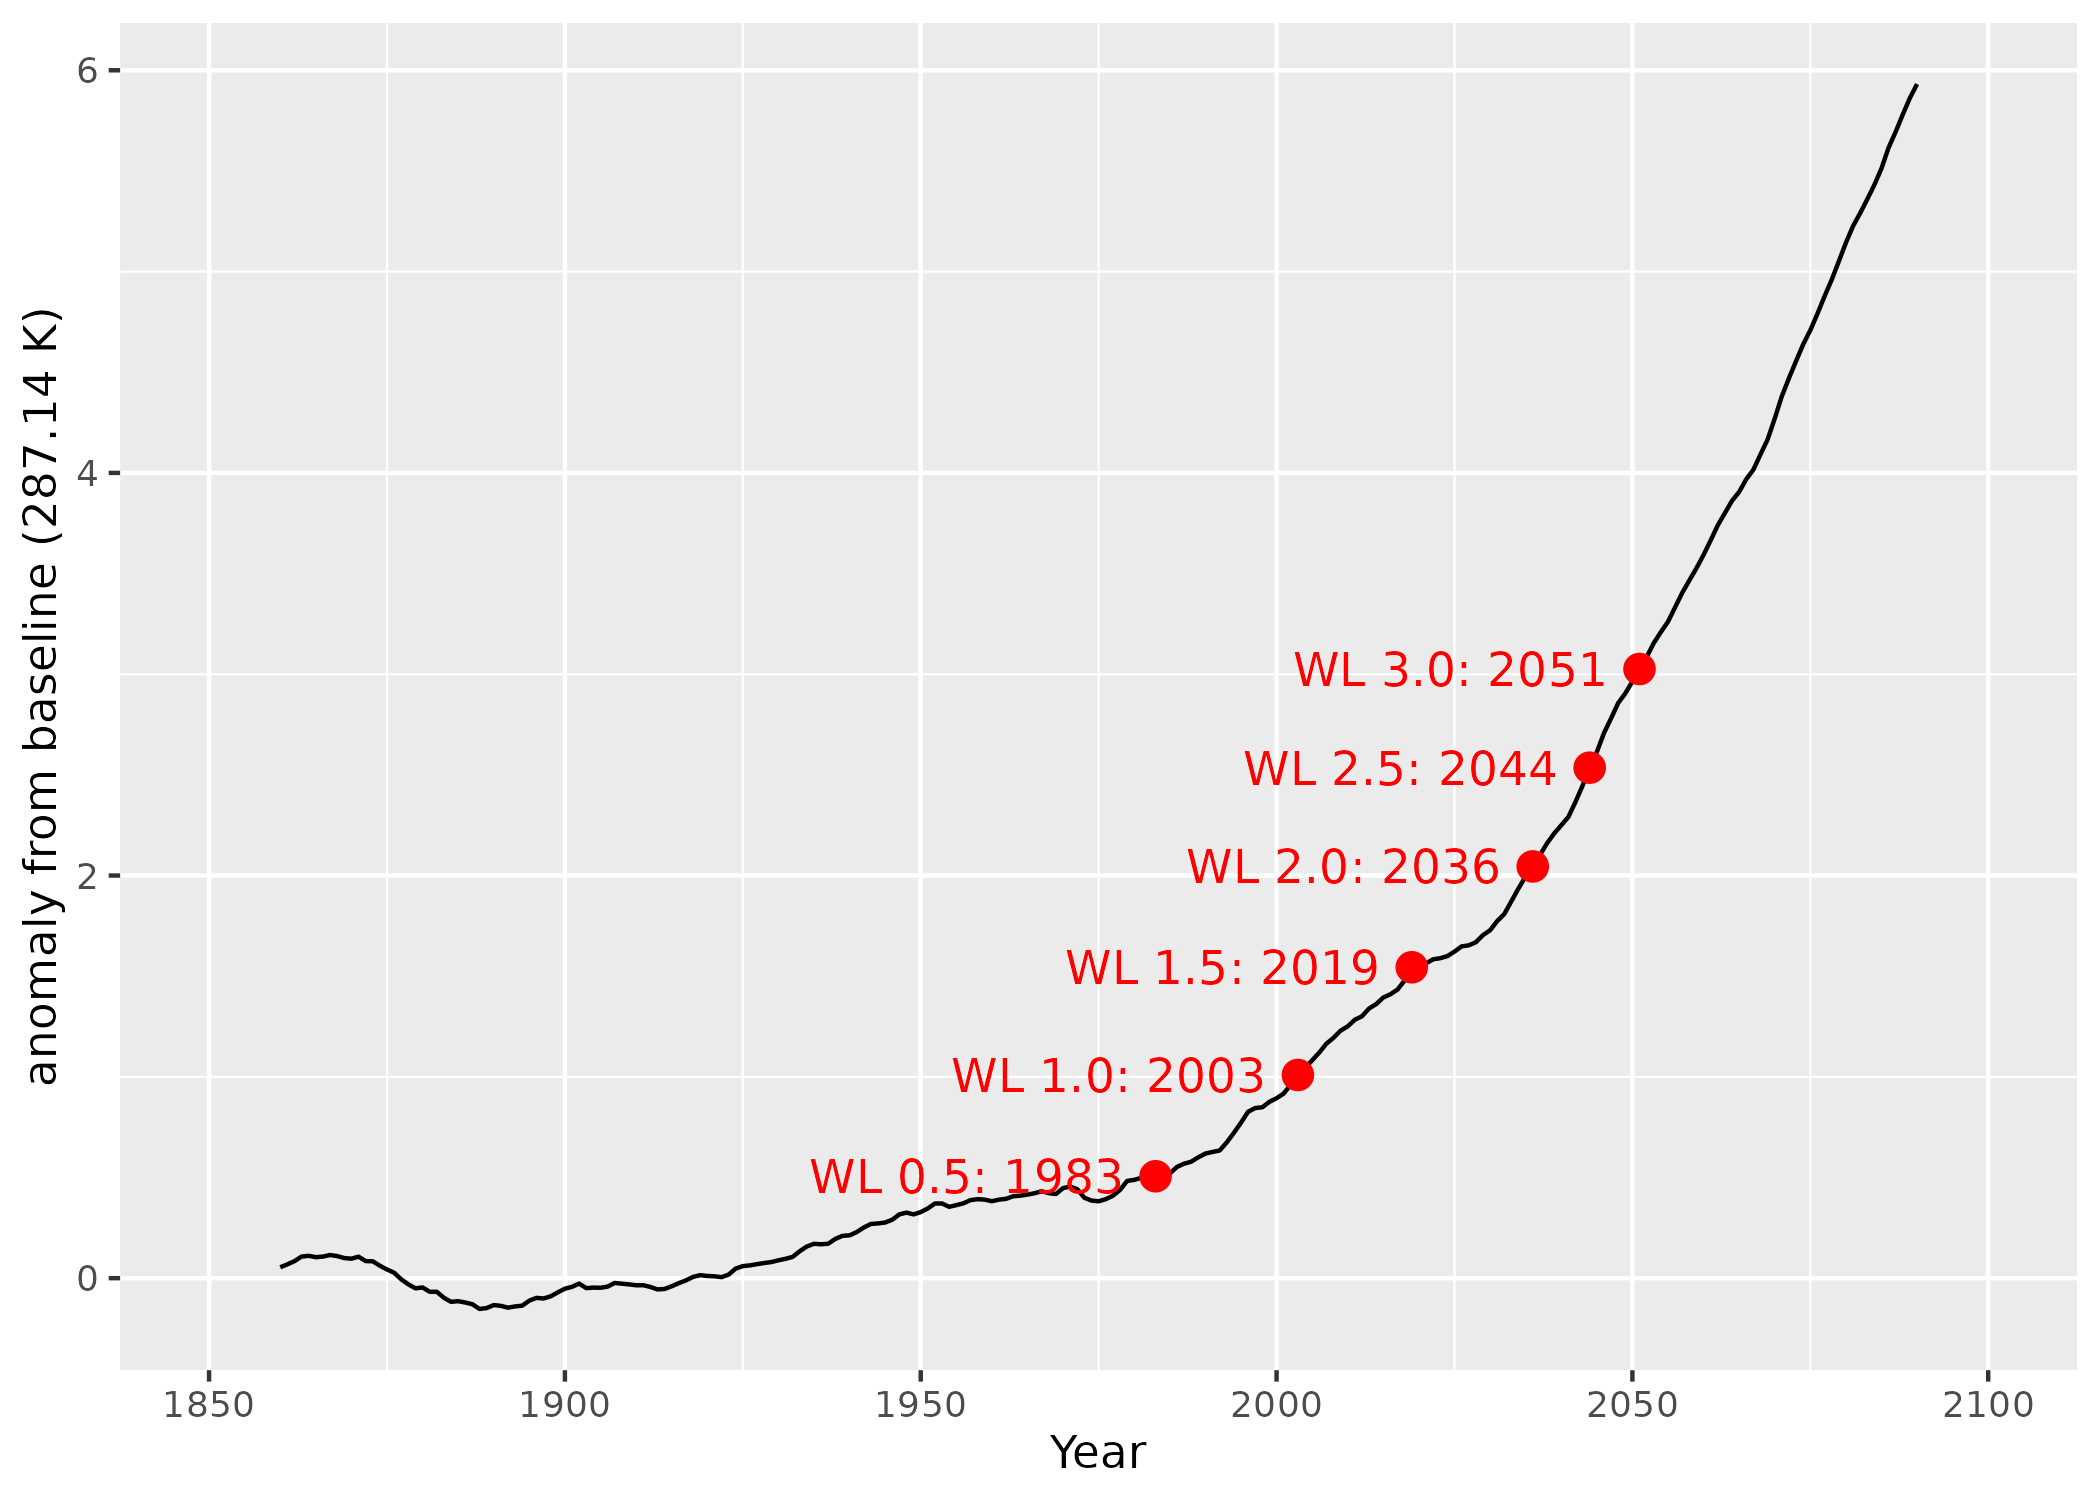 6
4
2
0
anomaly from baseline (287.14 K)
WL 3.0: 2051
WL 2.5: 2044
WL 2.0: 2036
WL 1.5: 2019
WL 1.0: 2003
WL 0.5: 1983
1850 1900 1950 2000 2050 2100
Year